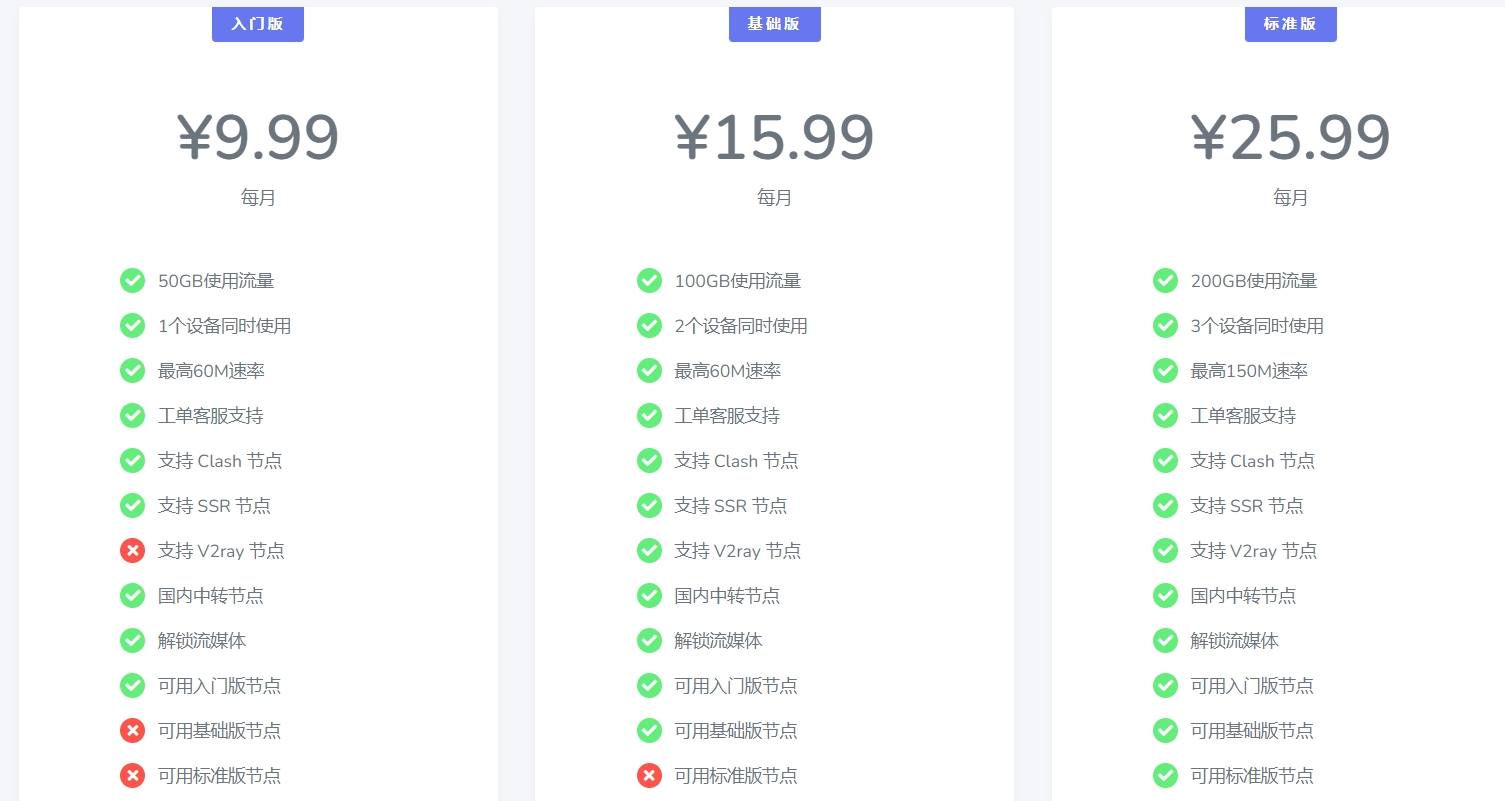 入门版
¥9.99
每月
50GB使用流量
1个设备同时使用
最高60M速率
工单客服支持
支持 Clash 节点
支持 SSR 节点
支持 V2ray 节点
国内中转节点
解锁流媒体
可用入门版节点
可用基础版节点
可用标准版节点
基础版
¥15.99
每月
100GB使用流量
2个设备同时使用
最高60M速率
工单客服支持
支持 Clash 节点
支持 SSR 节点
支持 V2ray 节点
国内中转节点
解锁流媒体
可用入门版节点
可用基础版节点
可用标准版节点
标准版
¥25.99
每月
200GB使用流量
3个设备同时使用
最高150M速率
工单客服支持
支持 Clash 节点
支持 SSR 节点
支持 V2ray 节点
国内中转节点
解锁流媒体
可用入门版节点
可用基础版节点
可用标准版节点